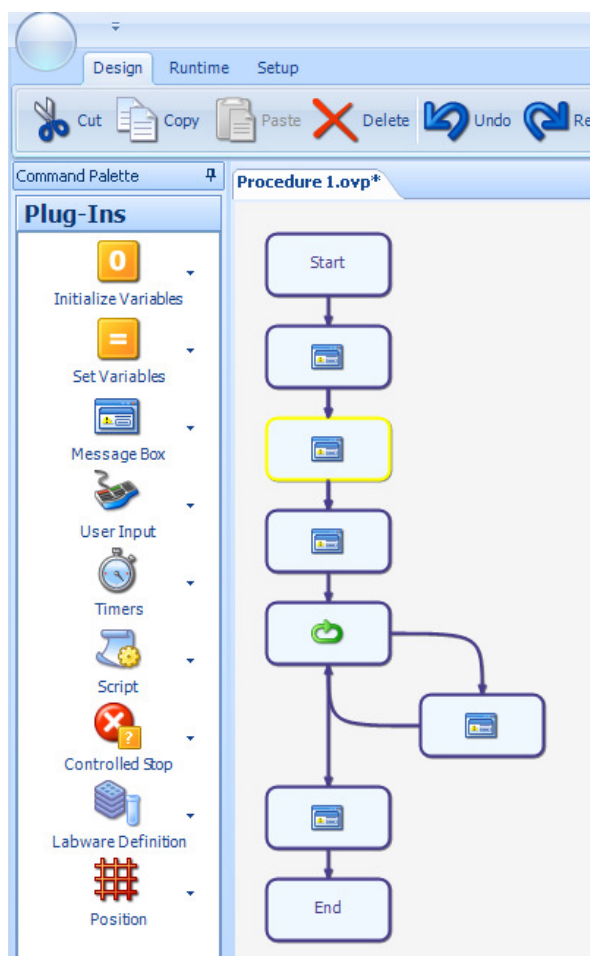 Design Runtime Setup
Cut Copy Paste Delete Undo Re
Command Palette
Procedure 1.ovp*
Plug-Ins
0
Initialize Variables
=
Set Variables
Message Box
User Input
Timers
Script
?
Controlled Stop
Labware Definition
Position
Start
End